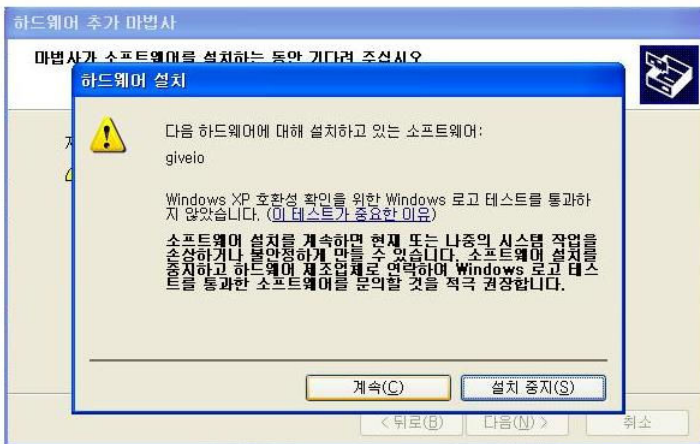 하드웨어 추가 마법사
마법사가 소프트웨어를 설치하는 동안 기다려 주십시오
하드웨어 설치
다음 하드웨어에 대해 설치하고 있는 소프트웨어:
giveio
Windows XP 호환성 확인을 위한 Windows 로고 테스트를 통과하
지 않았습니다. (이 테스트가 중요한 이유)
소프트웨어 설치를 계속하면 현재 또는 나중의 시스템 작업을
손상하거나 불안정하게 만들 수 있습니다. 소프트웨어 설치를
중지하고 하드웨어 제조업체로 연락하여 Windows 로고 테스
트를 통과한 소프트웨어를 문의할 것을 적극 권장합니다.
계속(C) 설치 중지(S)
< 뒤로(B) 다음(N) > 취소